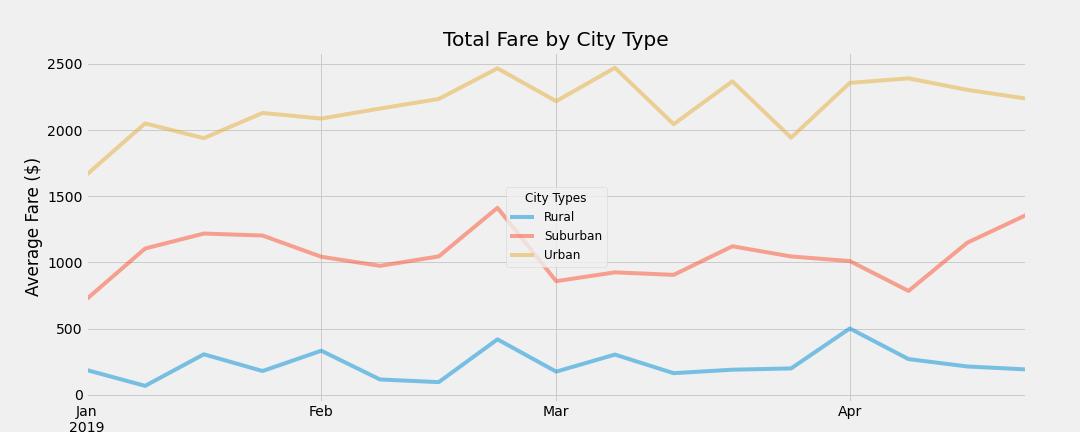 Total Fare by City Type
Average Fare ($)
2500
2000
1500
1000
500
0
City Types
Rural
Suburban
Urban
Jan
2019
Feb
Mar
Apr